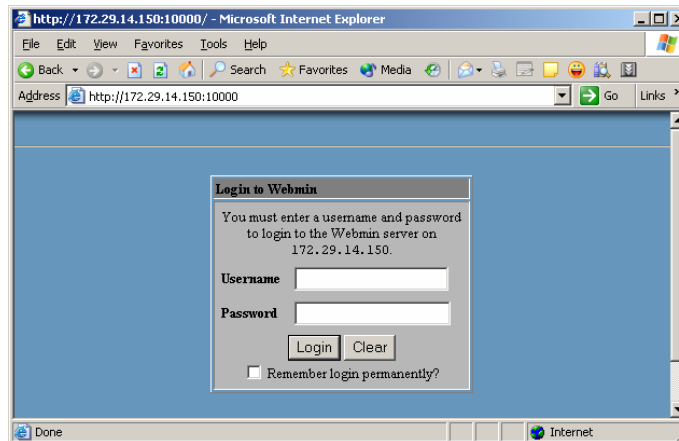 http://172.29.14.150:10000/ - Microsoft Internet Explorer
File Edit View Favorites Tools Help
Back Search Favorites Media
Address http://172.29.14.150:10000 Go Links »
Login to Webmin
You must enter a username and password
to login to the Webmin server on
172.29.14.150.
Username
Password
Login Clear
Remember login permanently?
Done Internet